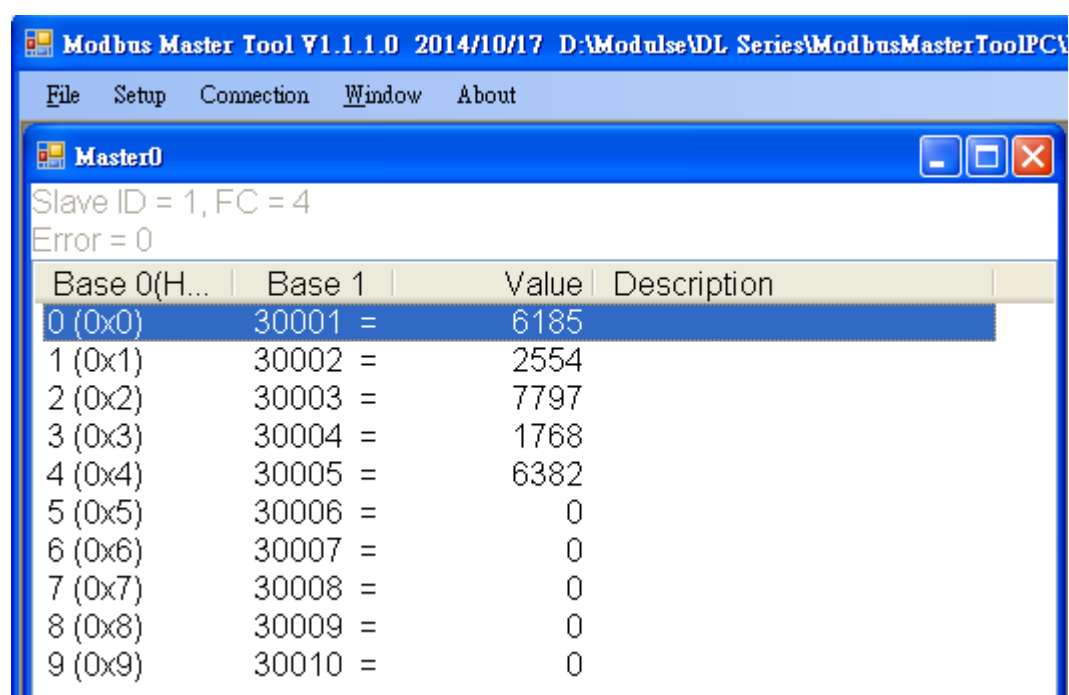 Modbus Master Tool V1.1.1.0 2014/10/17 D:\Modulse\DL Series\ModbusMasterToolPC\
File Setup Connection Window About
Master0
Slave ID = 1, FC = 4
Error = 0
Base 0(H... Base 1 Value Description
0 (0x0) 30001 = 6185
1 (0x1) 30002 = 2554
2 (0x2) 30003 = 7797
3 (0x3) 30004 = 1768
4 (0x4) 30005 = 6382
5 (0x5) 30006 = 0
6 (0x6) 30007 = 0
7 (0x7) 30008 = 0
8 (0x8) 30009 = 0
9 (0x9) 30010 = 0